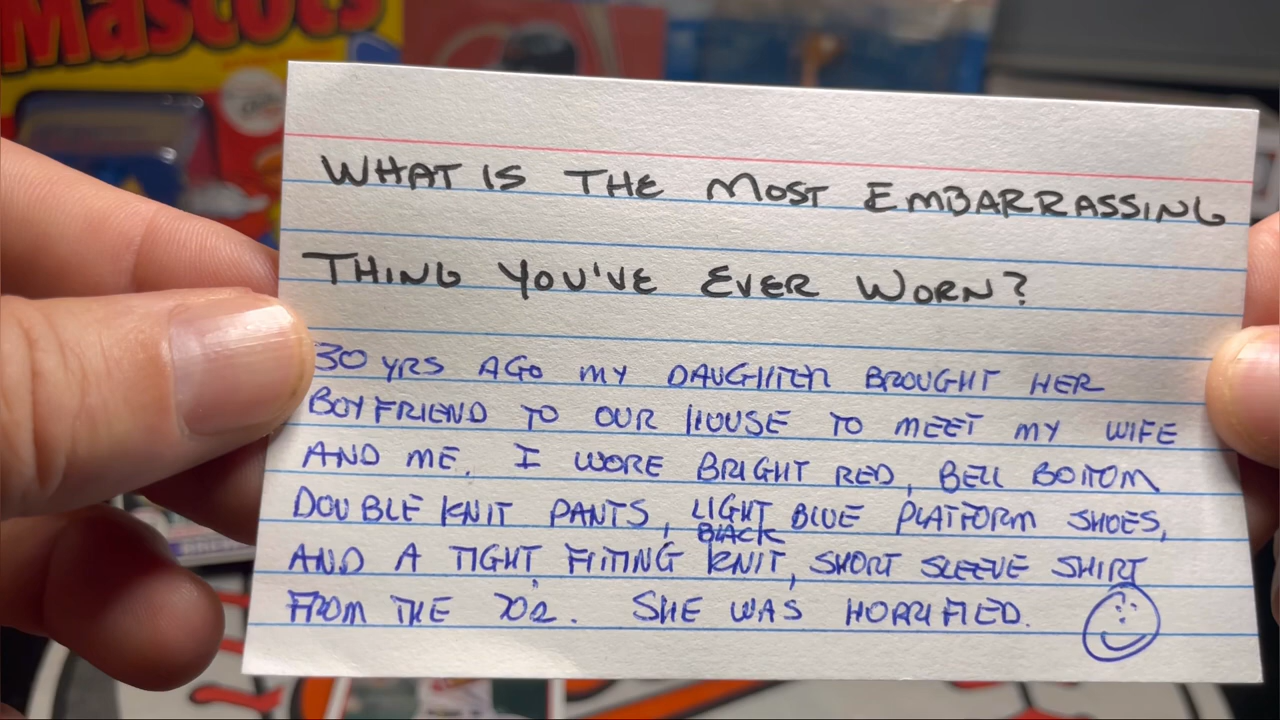 Mascots
WHAT IS THE MOST EMBARRASSING
THING YOU'VE EVER WORN?
30 YRS AGO MY DAUGHTER BROUGHT HER
BOYFRIEND TO OUR HOUSE TO MEET MY WIFE
AND ME. I WORE BRIGHT RED, BELL BOTTOM
DOUBLE KNIT PANTS, LIGHT BLUE PLATFORM SHOES,
BLACK
AND A TIGHT FITTING KNIT, SHORT SLEEVE SHIRT
FROM THE 70's. SHE WAS HORRIFIED.